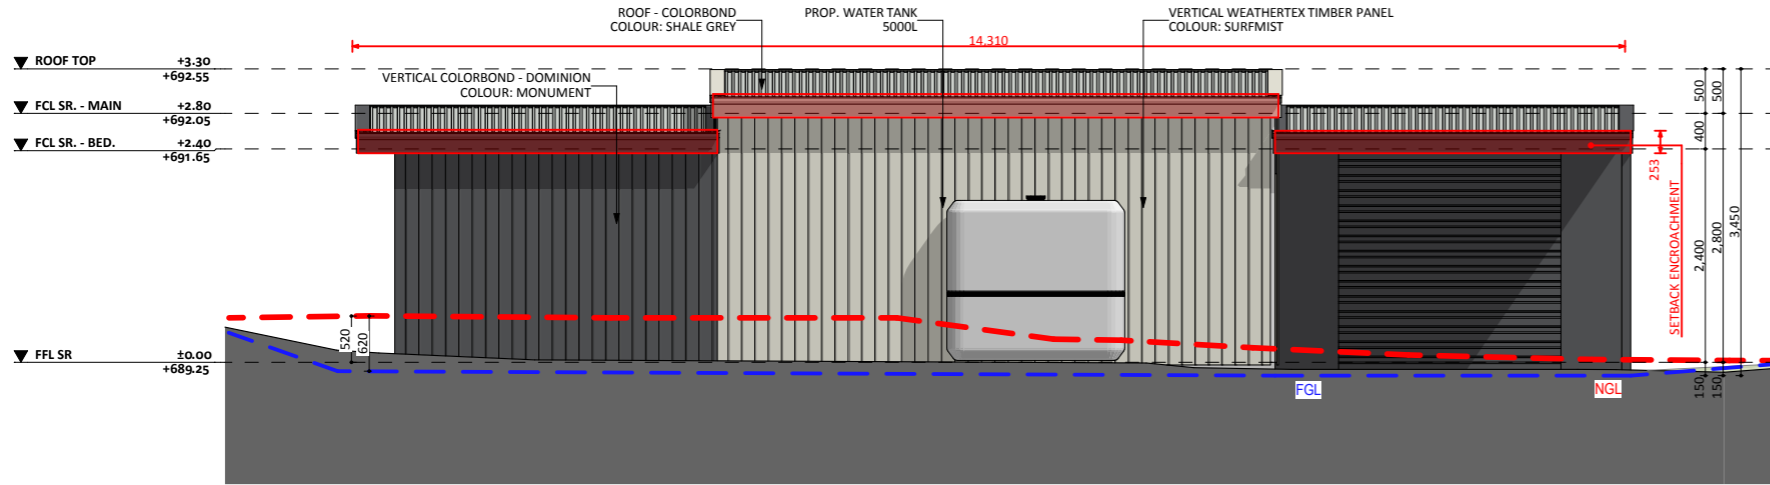 ROOF - COLORBOND
COLOUR: SHALE GREY
PROP. WATER TANK
5000L
VERTICAL WEATHERTEX TIMBER PANEL
COLOUR: SURFMIST
14,310
ROOF TOP +3.30
+692.55
VERTICAL COLORBOND - DOMINION
COLOUR: MONUMENT
FCL SR. - MAIN +2.80
+692.05
FCL SR. - BED. +2.40
+691.65
500
500
400
253
SETBACK ENCROACHMENT
2,400
2,800
3,450
520
620
FFL SR ±0.00
+689.25
150
150
FGL
NGL